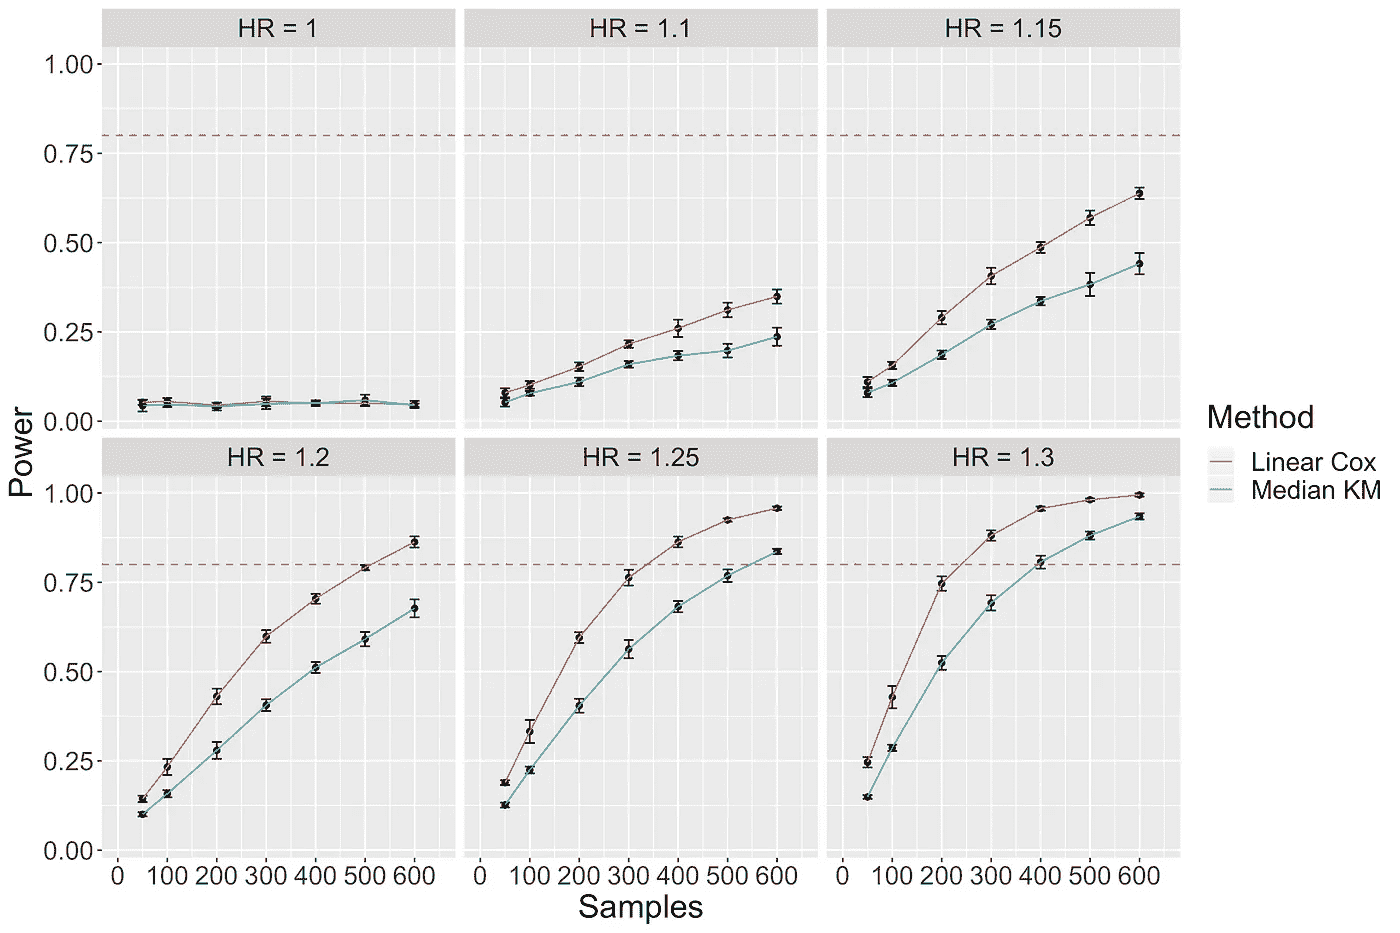 HR = 1
HR = 1.1
HR = 1.15
1.00
0.75
0.50
0.25
0.00
Power
HR = 1.2
HR = 1.25
HR = 1.3
1.00
0.75
0.50
0.25
0.00
0 100 200 300 400 500 600
0 100 200 300 400 500 600
0 100 200 300 400 500 600
Samples
Method
Linear Cox
Median KM